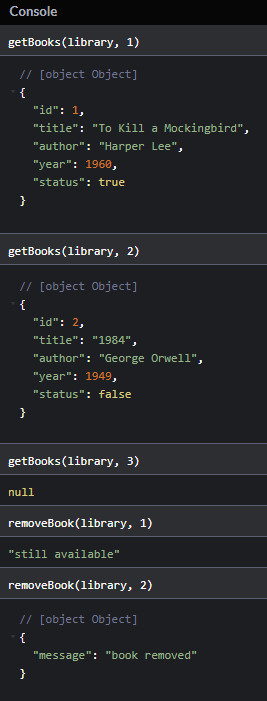 Console
getBooks(library, 1)
// [object Object]
{
"id": 1,
"title": "To Kill a Mockingbird",
"author": "Harper Lee",
"year": 1960,
"status": true
}
getBooks(library, 2)
// [object Object]
{
"id": 2,
"title": "1984",
"author": "George Orwell",
"year": 1949,
"status": false
}
getBooks(library, 3)
null
removeBook(library, 1)
"still available"
removeBook(library, 2)
// [object Object]
{
"message": "book removed"
}